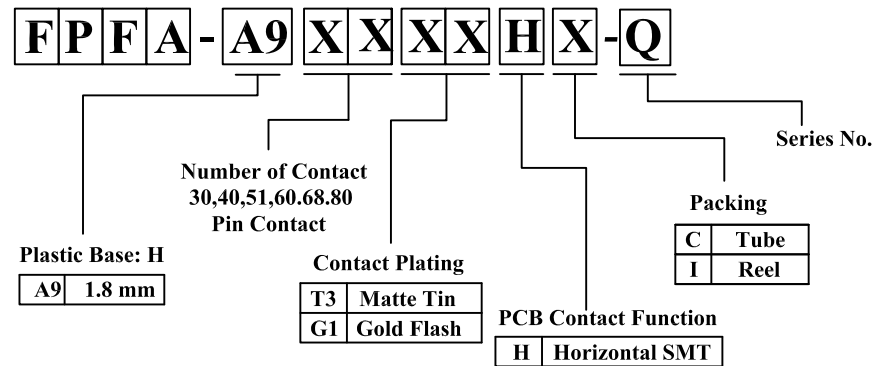 FPFA-A9XXXXHX-Q
Series No.
Number of Contact
30,40,51,60.68.80
Pin Contact
Packing
C Tube
I Reel
Plastic Base: H
A9 1.8 mm
Contact Plating
T3 Matte Tin
G1 Gold Flash
PCB Contact Function
H Horizontal SMT